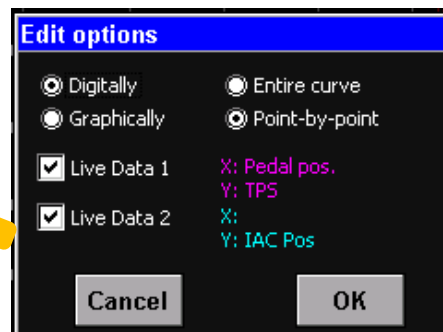 Edit options
Digitally Entire curve
Graphically Point-by-point
Live Data 1 X: Pedal pos.
Y: TPS
Live Data 2 X:
Y: IAC Pos
Cancel OK